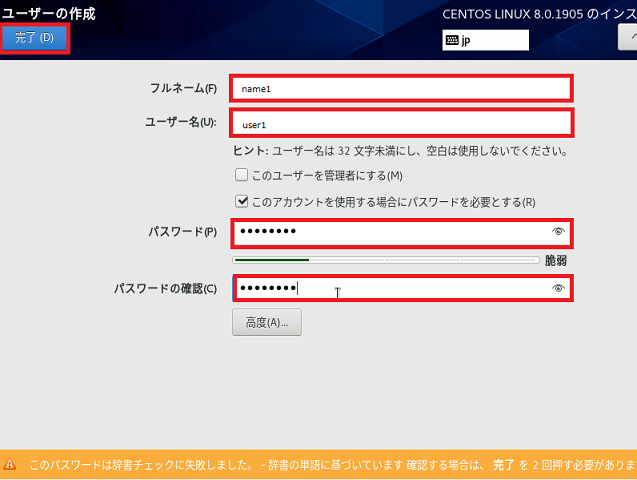 ユーザーの作成
CENTOS LINUX 8.0.1905 のインス
完了 (D)
jp
フルネーム(F)
name1
ユーザー名(U):
user1
ヒント: ユーザー名は 32 文字未満にし、空白は使用しないでください。
このユーザーを管理者にする(M)
このアカウントを使用する場合にパスワードを必要とする(R)
パスワード(P)
●●●●●●●●
脆弱
パスワードの確認(C)
●●●●●●●●
高度(A)...
このパスワードは辞書チェックに失敗しました。 - 辞書の単語に基づいています 確認する場合は、 完了 を 2 回押す必要がありま